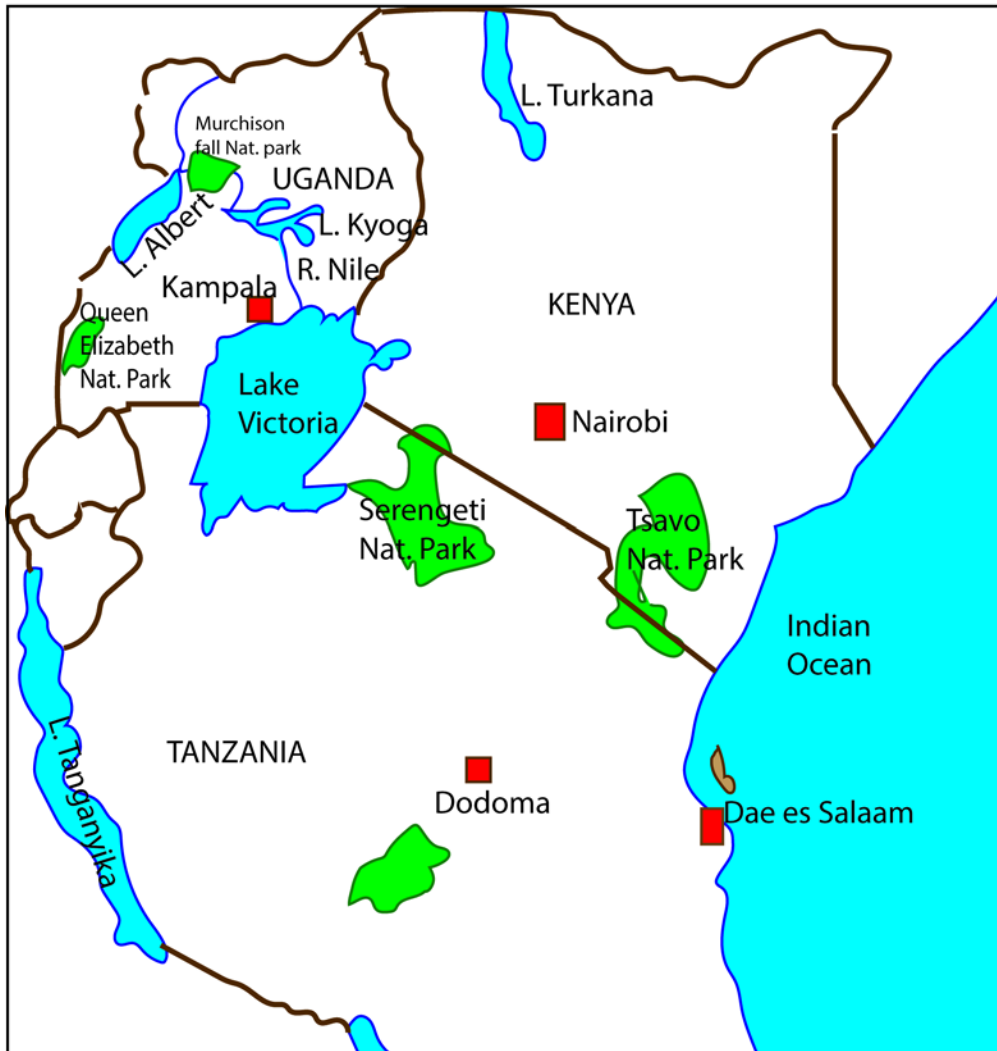 L. Turkana
Murchison
fall Nat. park
UGANDA
L. Albert
L. Kyoga
R. Nile
Kampala
KENYA
Queen
Elizabeth
Nat. Park
Lake
Victoria
Nairobi
Serengeti
Nat. Park
Tsavo
Nat. Park
Indian
Ocean
L. Tanganyika
TANZANIA
Dodoma
Dae es Salaam